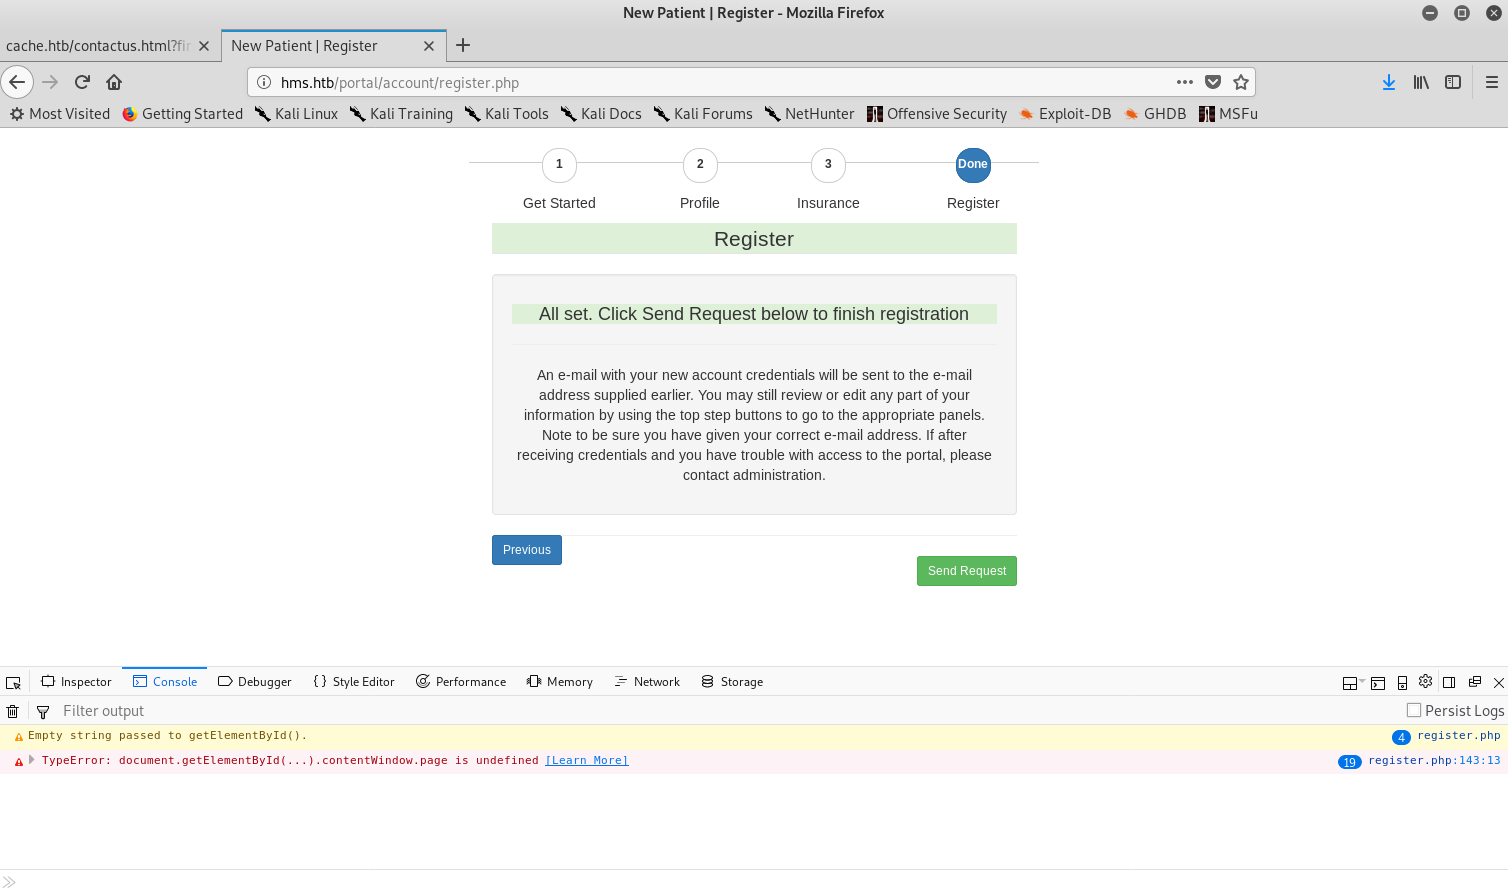 New Patient | Register - Mozilla Firefox
cache.htb/contactus.html?fir
New Patient | Register
hms.htb/portal/account/register.php
Most Visited Getting Started Kali Linux Kali Training Kali Tools Kali Docs Kali Forums NetHunter Offensive Security Exploit-DB GHDB MSFu
1 2 3 Done
Get Started Profile Insurance Register
Register
All set. Click Send Request below to finish registration
An e-mail with your new account credentials will be sent to the e-mail
address supplied earlier. You may still review or edit any part of your
information by using the top step buttons to go to the appropriate panels.
Note to be sure you have given your correct e-mail address. If after
receiving credentials and you have trouble with access to the portal, please
contact administration.
Previous
Send Request
Inspector Console Debugger Style Editor Performance Memory Network Storage
Filter output Persist Logs
Empty string passed to getElementById(). 4 register.php
TypeError: document.getElementById(...).contentWindow.page is undefined [Learn More] 19 register.php:143:13